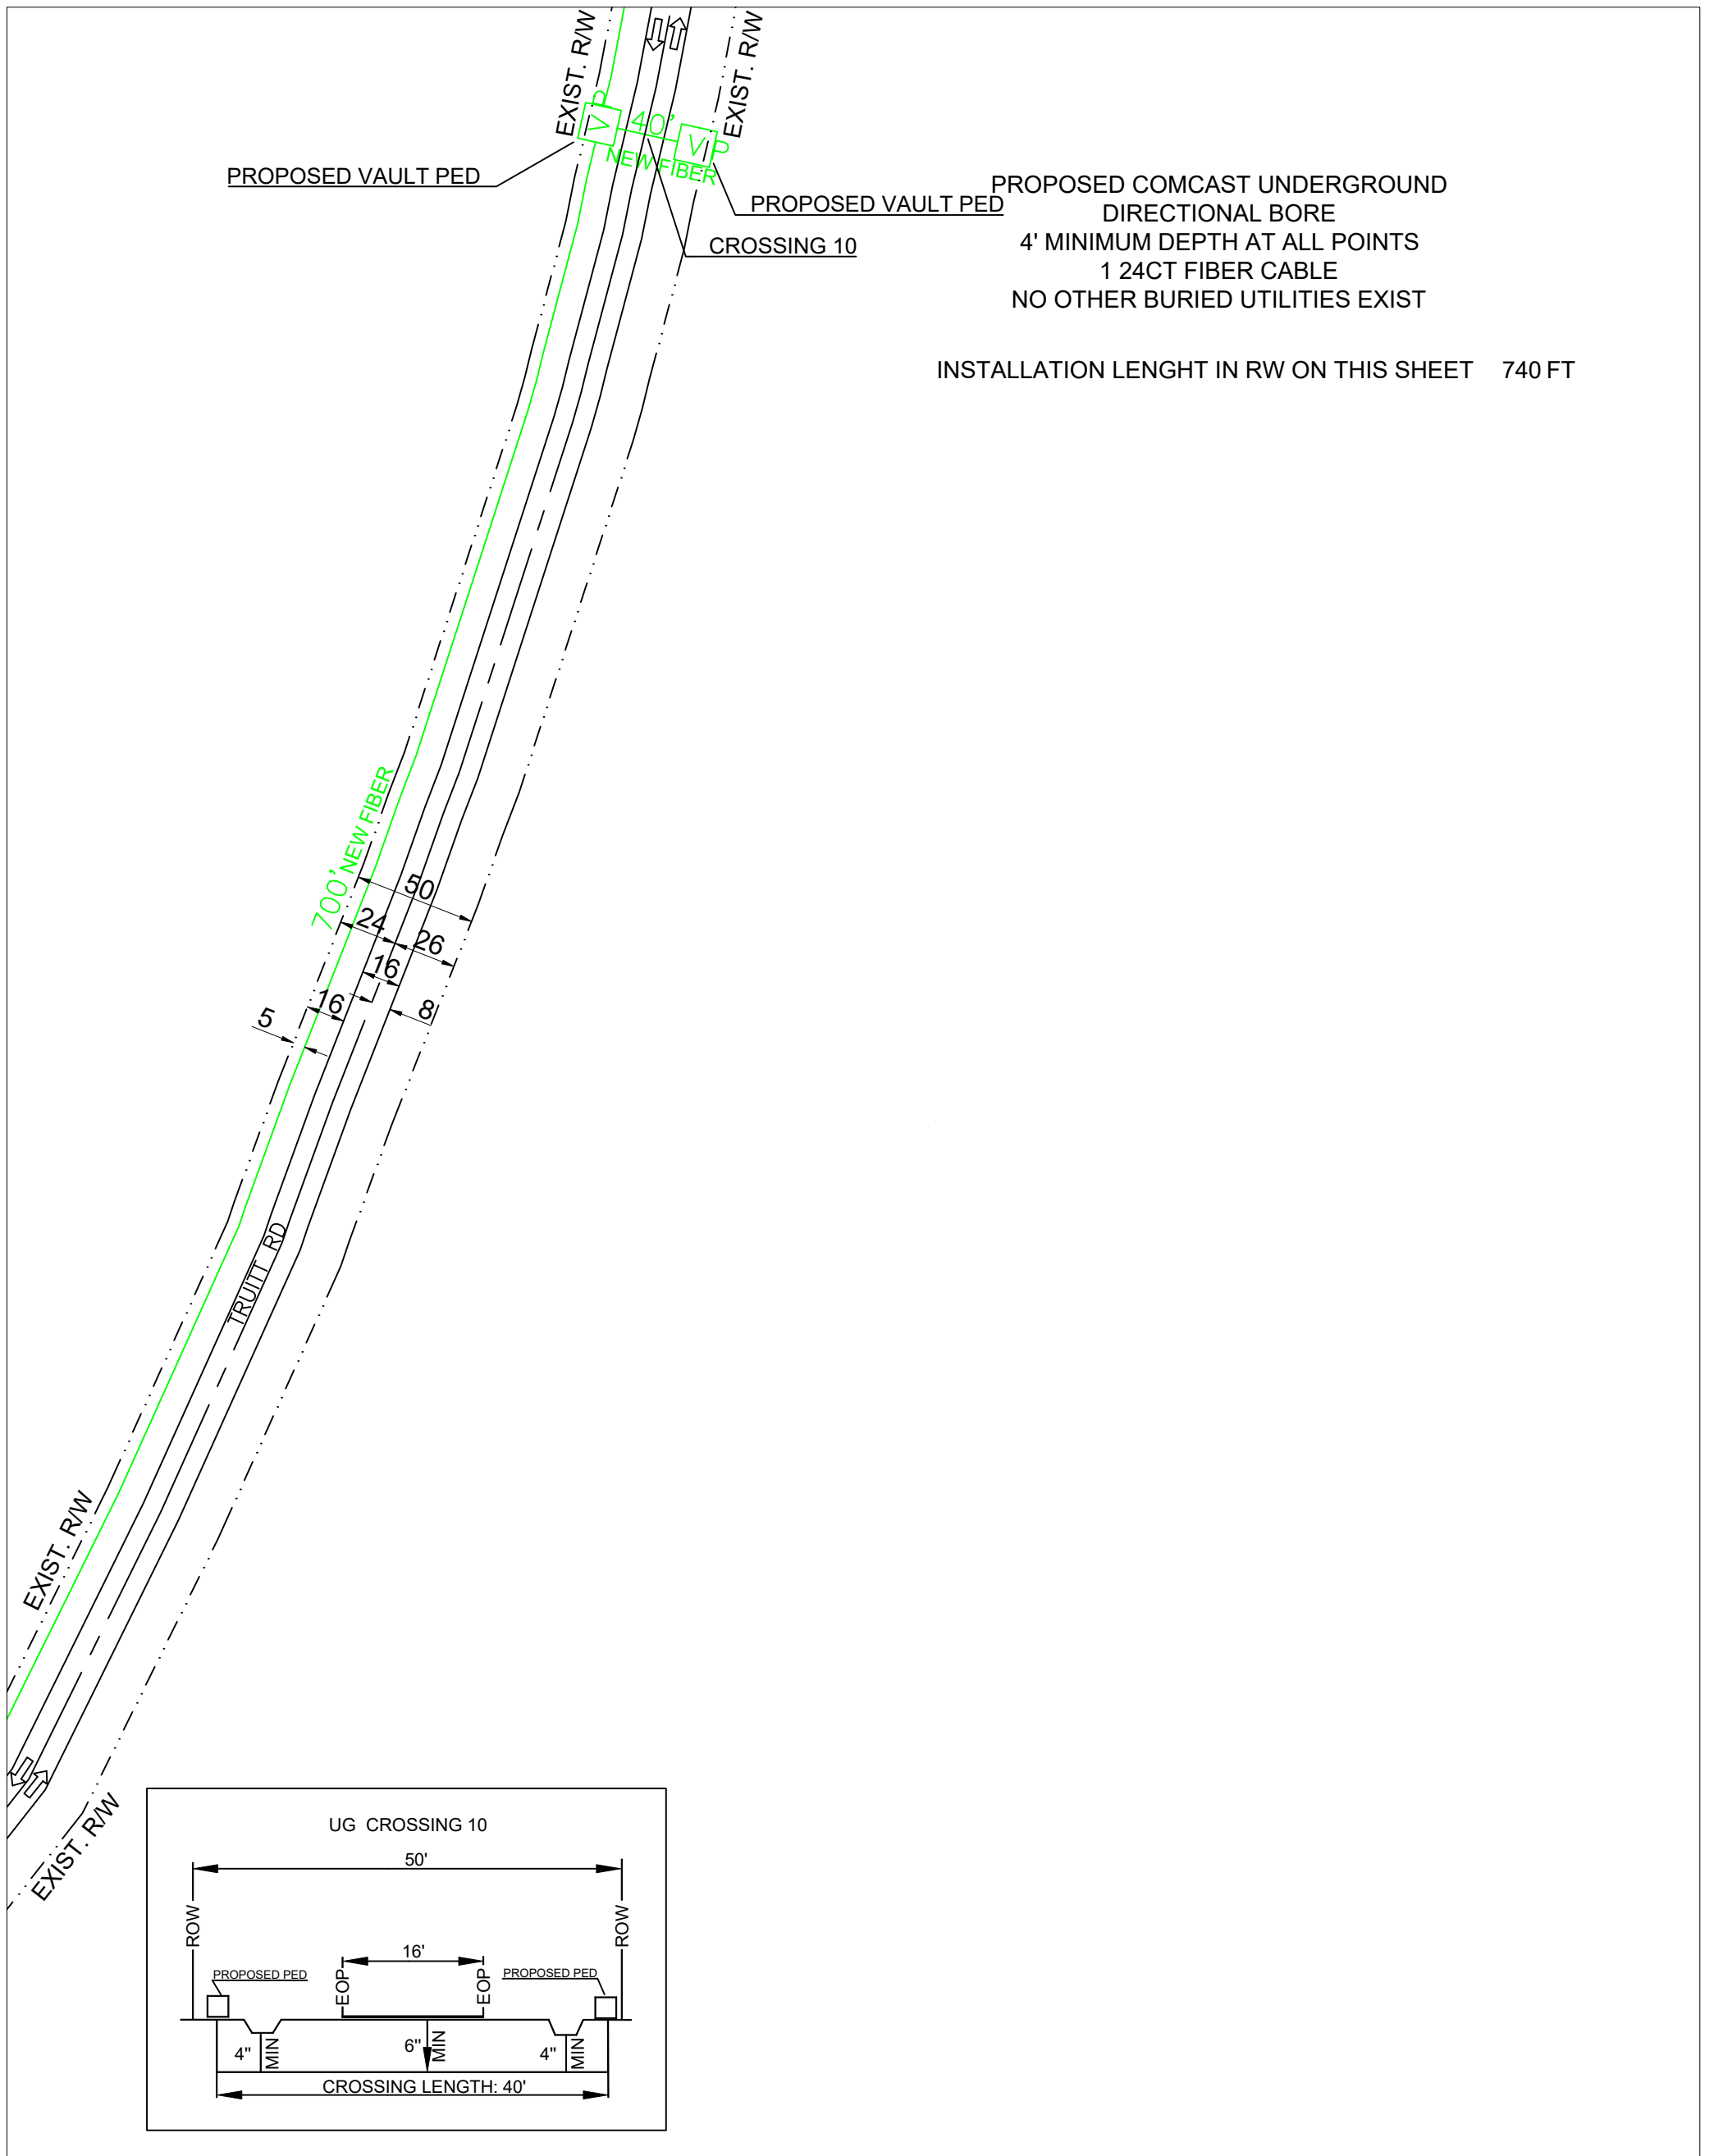 EXIST. R/W
EXIST. R/W
V
P
40'
V
P
NEW FIBER
PROPOSED VAULT PED
PROPOSED VAULT PED
CROSSING 10
PROPOSED COMCAST UNDERGROUND
DIRECTIONAL BORE
4' MINIMUM DEPTH AT ALL POINTS
1 24CT FIBER CABLE
NO OTHER BURIED UTILITIES EXIST
INSTALLATION LENGHT IN RW ON THIS SHEET 740 FT
700' NEW FIBER
50
24
26
16
16
8
5
TRUITT RD
EXIST. R/W
EXIST. R/W
UG CROSSING 10
50'
ROW
ROW
16'
PROPOSED PED
EOP
EOP
PROPOSED PED
4" MIN
6" MIN
4" MIN
CROSSING LENGTH: 40'